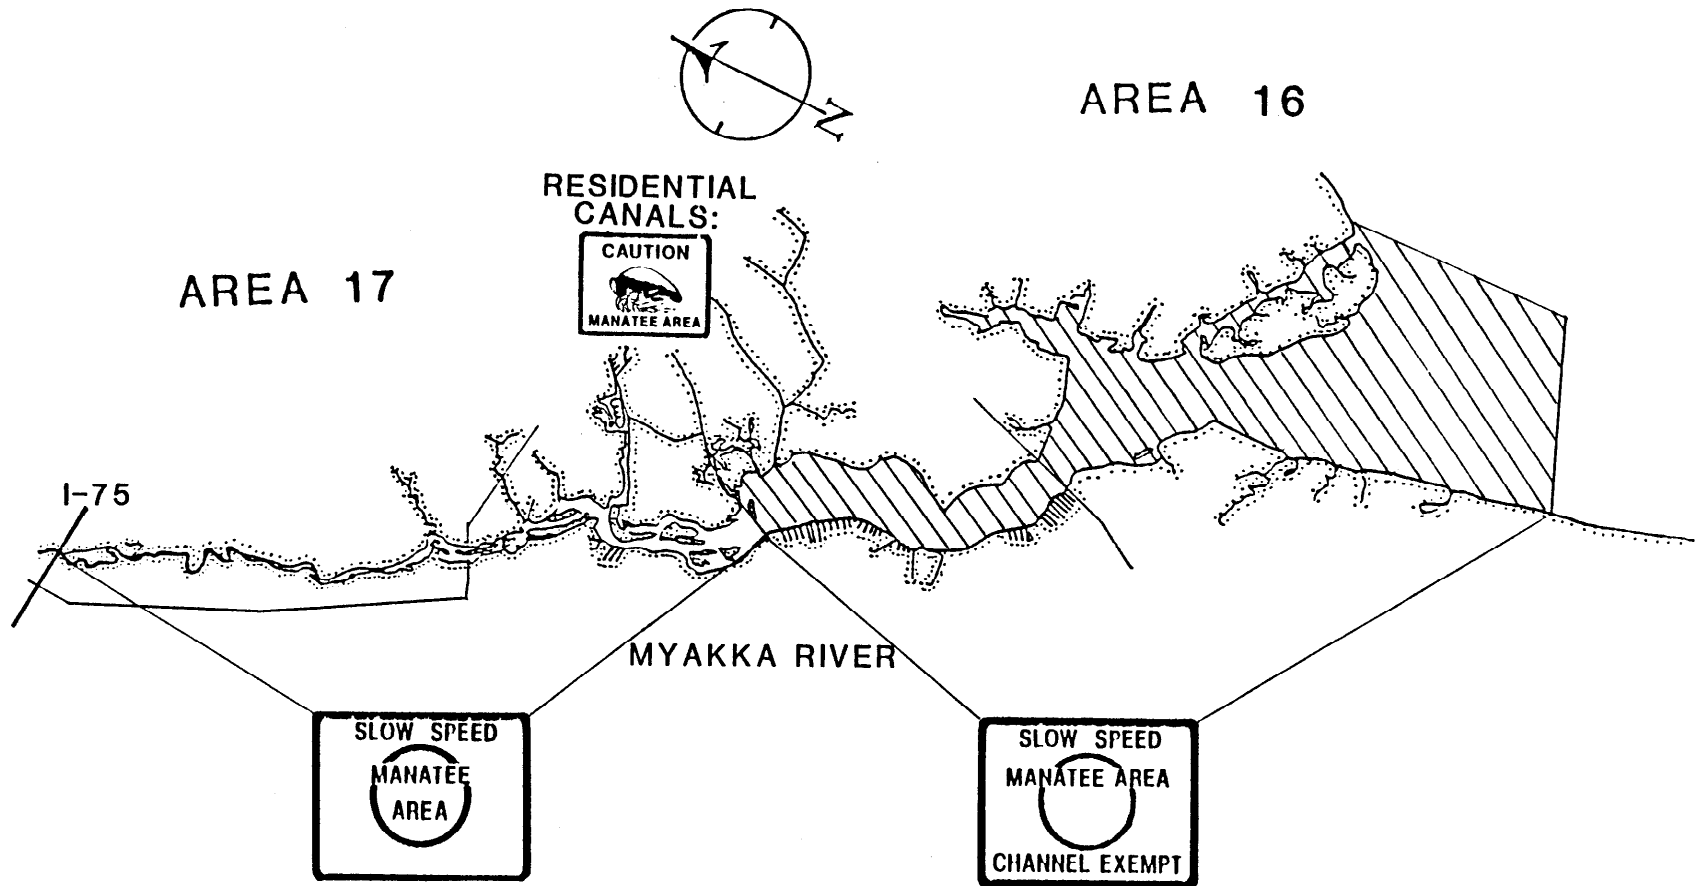 N
AREA 16
RESIDENTIAL
CANALS:
CAUTION
MANATEE AREA
AREA 17
I-75
MYAKKA RIVER
SLOW SPEED
MANATEE
AREA
SLOW SPEED
MANATEE AREA
CHANNEL EXEMPT